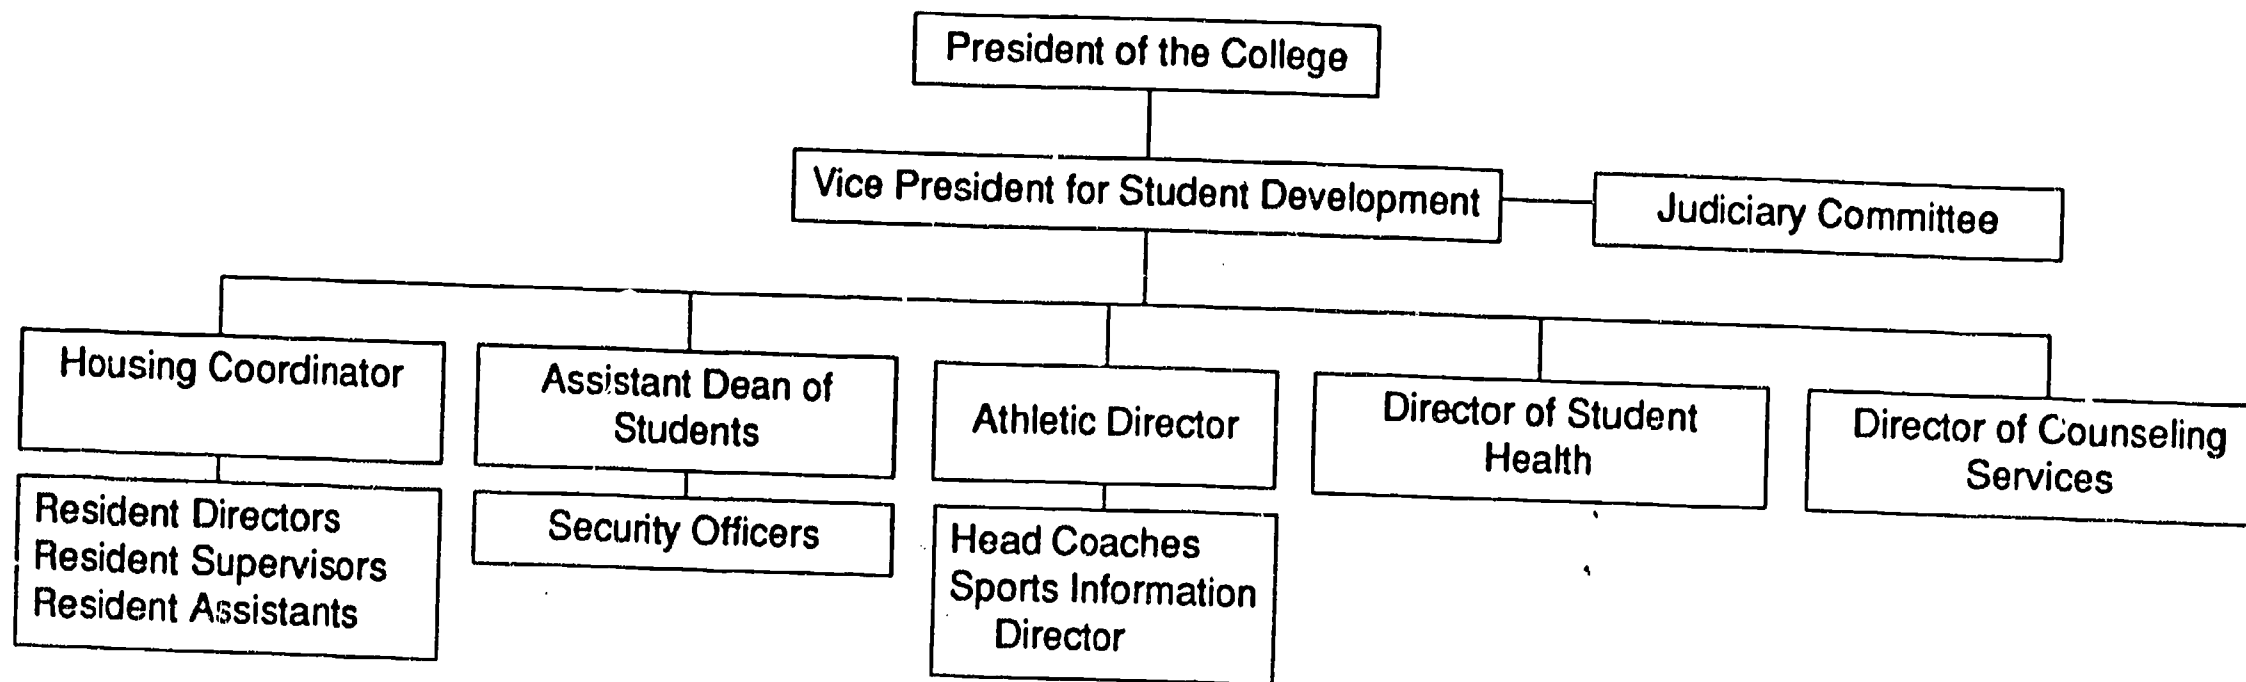 President of the College
Vice President for Student Development
Judiciary Committee
Housing Coordinator
Assistant Dean of
Students
Athletic Director
Director of Student
Health
Director of Counseling
Services
Resident Directors
Resident Supervisors
Resident Assistants
Security Officers
Head Coaches
Sports Information
Director